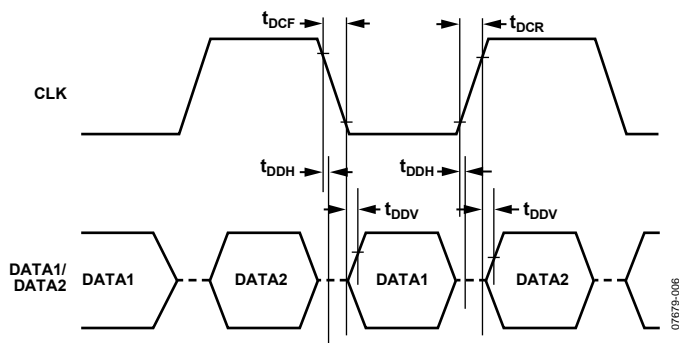 tDCF
tDCR
CLK
tDDH
tDDH
tDDV
tDDV
DATA1/
DATA2
DATA1
DATA2
DATA1
DATA2
07679-006